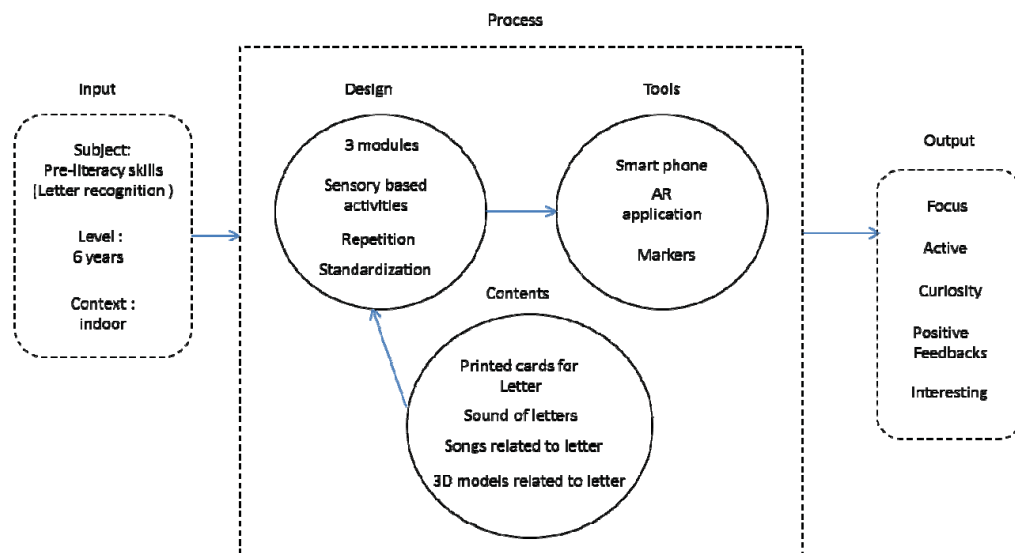 Process
Input
Subject:
Pre-literacy skills
(Letter recognition )
Level :
6 years
Context :
indoor
Design
3 modules
Sensory based
activities
Repetition
Standardization
Tools
Smart phone
AR
application
Markers
Contents
Printed cards for
Letter
Sound of letters
Songs related to letter
3D models related to letter
Output
Focus
Active
Curiosity
Positive
Feedbacks
Interesting